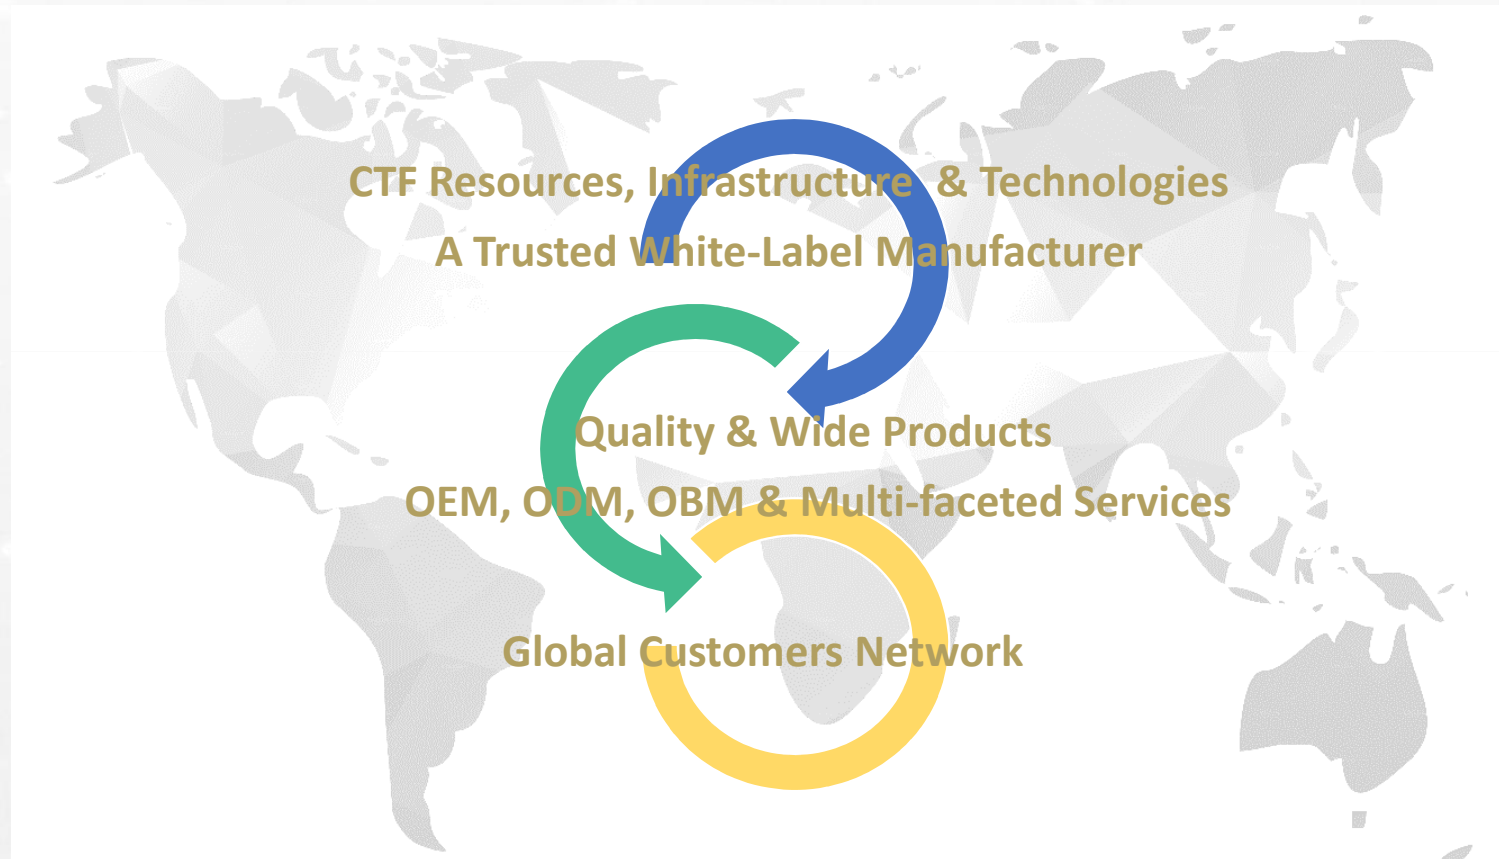 CTF Resources, Infrastructure & Technologies
A Trusted White-Label Manufacturer
Quality & Wide Products
OEM, ODM, OBM & Multi-faceted Services
Global Customers Network